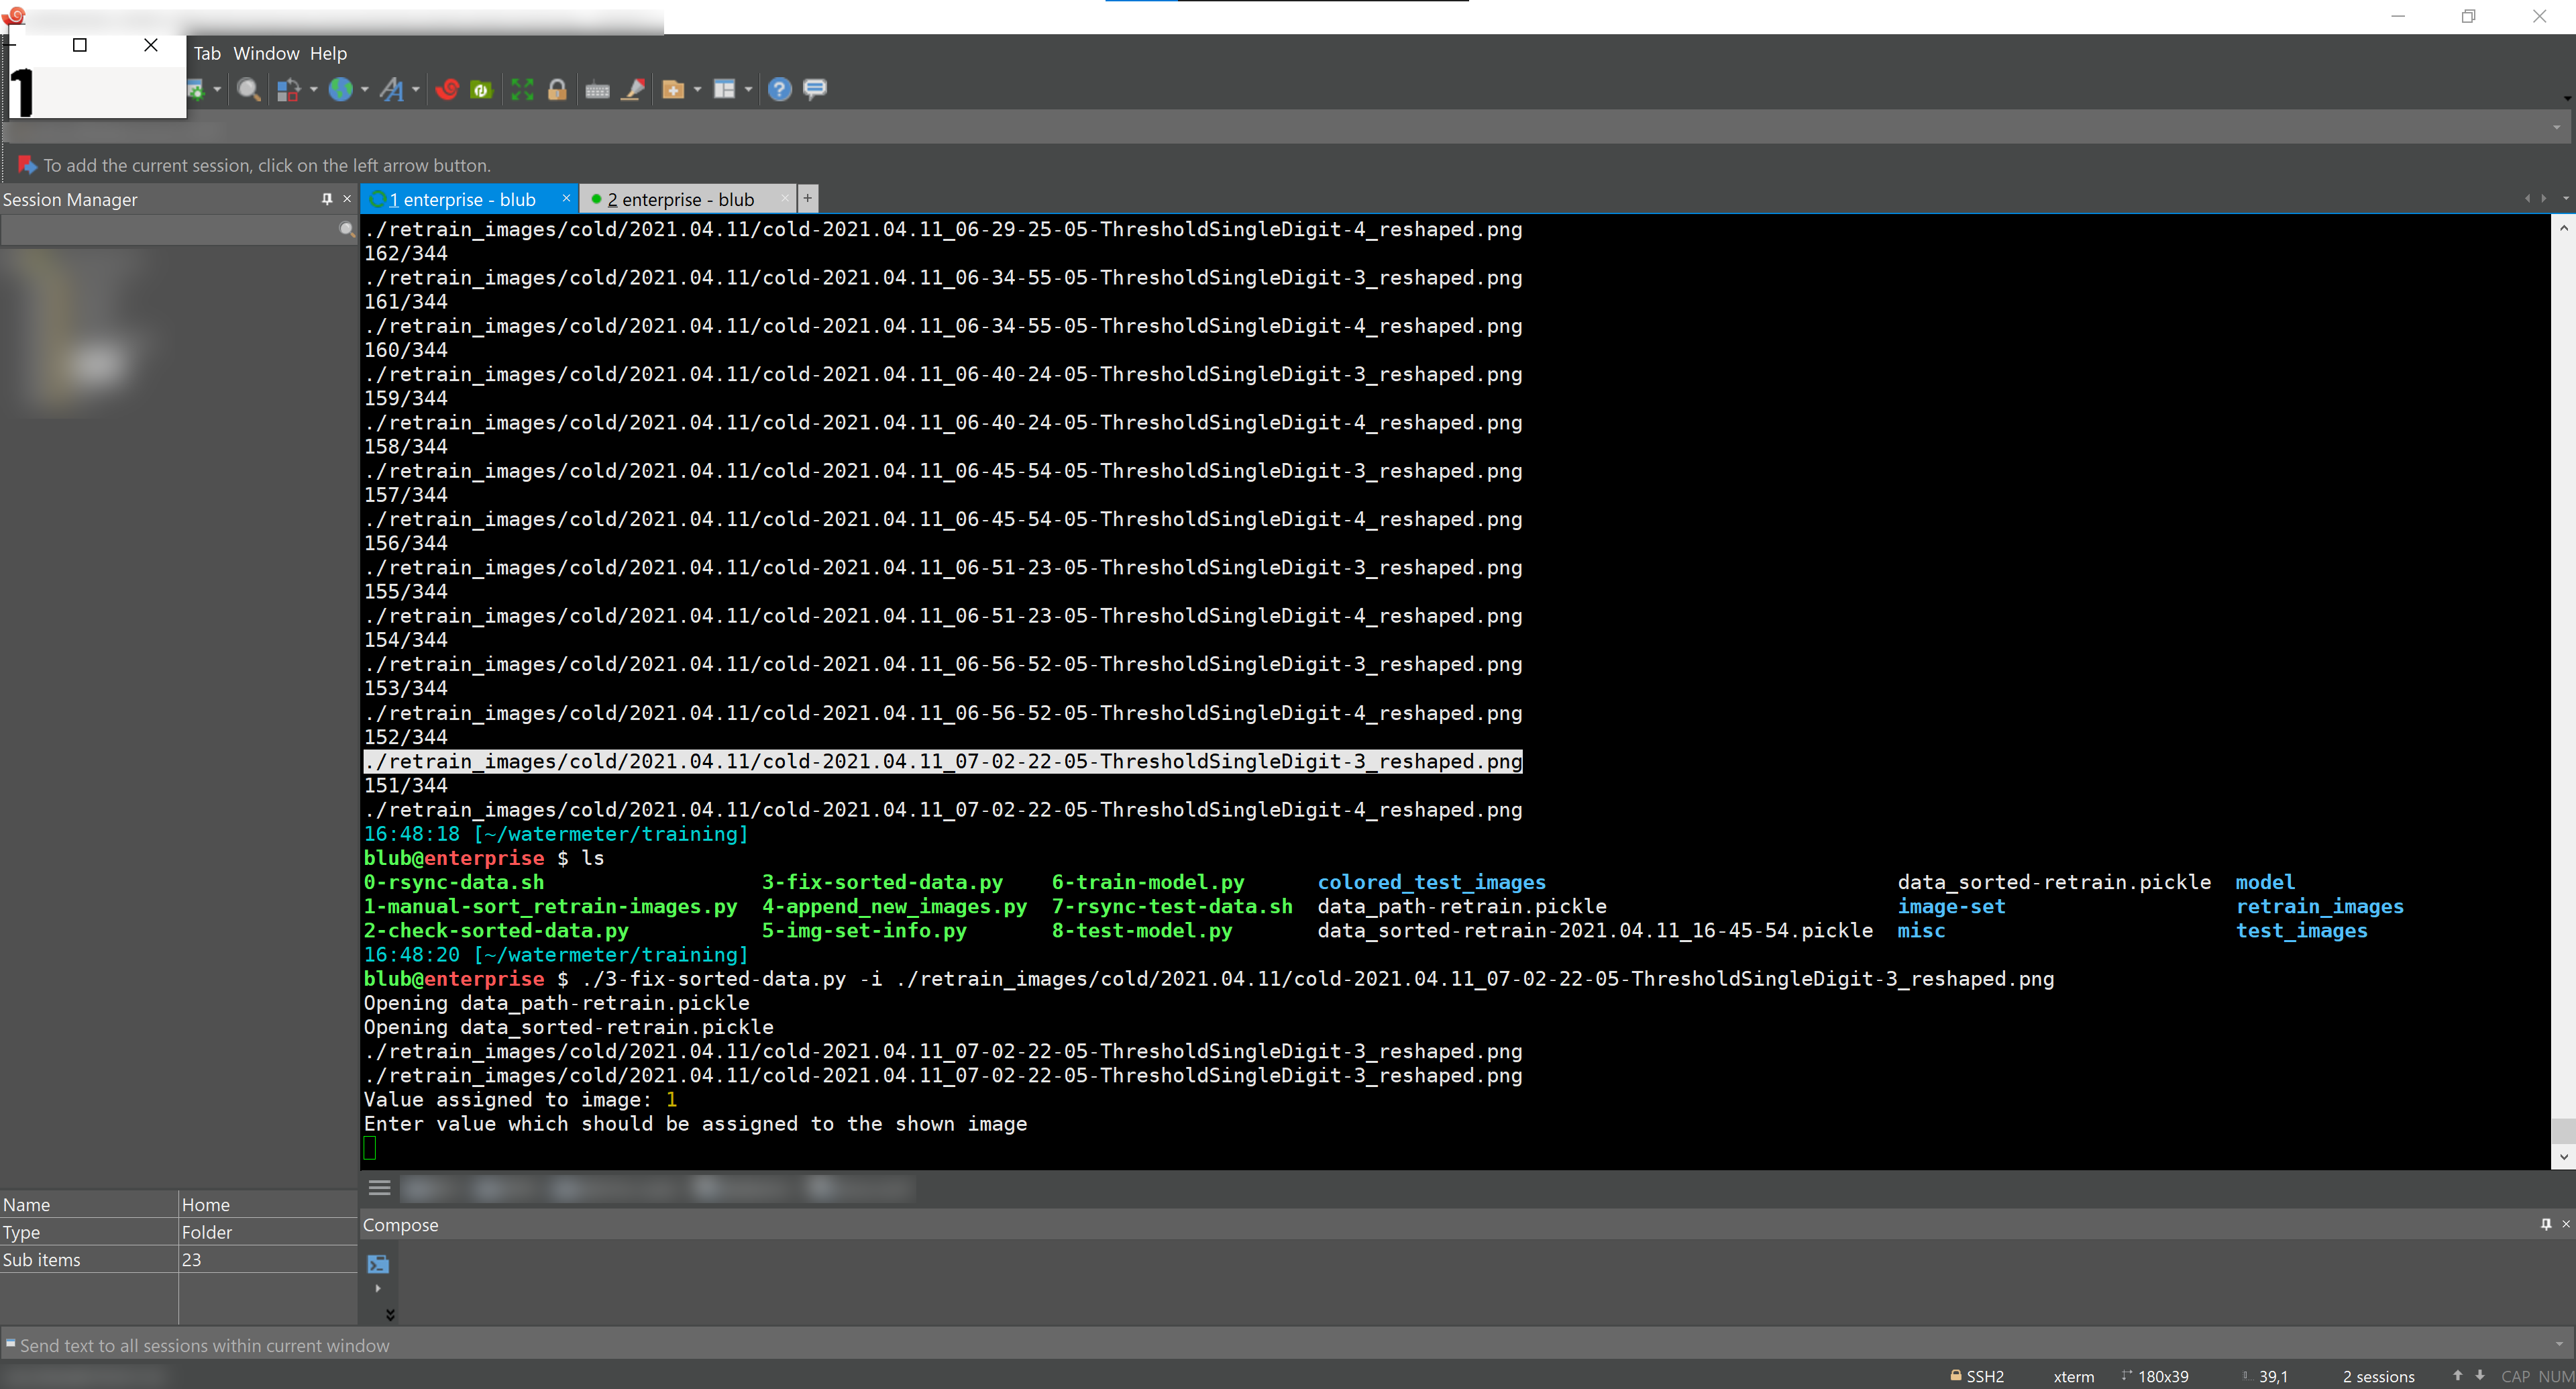 1
Tab Window Help
To add the current session, click on the left arrow button.
Session Manager
1 enterprise - blub
2 enterprise - blub
+
./retrain_images/cold/2021.04.11/cold-2021.04.11_06-29-25-05-ThresholdSingleDigit-4_reshaped.png
162/344
./retrain_images/cold/2021.04.11/cold-2021.04.11_06-34-55-05-ThresholdSingleDigit-3_reshaped.png
161/344
./retrain_images/cold/2021.04.11/cold-2021.04.11_06-34-55-05-ThresholdSingleDigit-4_reshaped.png
160/344
./retrain_images/cold/2021.04.11/cold-2021.04.11_06-40-24-05-ThresholdSingleDigit-3_reshaped.png
159/344
./retrain_images/cold/2021.04.11/cold-2021.04.11_06-40-24-05-ThresholdSingleDigit-4_reshaped.png
158/344
./retrain_images/cold/2021.04.11/cold-2021.04.11_06-45-54-05-ThresholdSingleDigit-3_reshaped.png
157/344
./retrain_images/cold/2021.04.11/cold-2021.04.11_06-45-54-05-ThresholdSingleDigit-4_reshaped.png
156/344
./retrain_images/cold/2021.04.11/cold-2021.04.11_06-51-23-05-ThresholdSingleDigit-3_reshaped.png
155/344
./retrain_images/cold/2021.04.11/cold-2021.04.11_06-51-23-05-ThresholdSingleDigit-4_reshaped.png
154/344
./retrain_images/cold/2021.04.11/cold-2021.04.11_06-56-52-05-ThresholdSingleDigit-3_reshaped.png
153/344
./retrain_images/cold/2021.04.11/cold-2021.04.11_06-56-52-05-ThresholdSingleDigit-4_reshaped.png
152/344
./retrain_images/cold/2021.04.11/cold-2021.04.11_07-02-22-05-ThresholdSingleDigit-3_reshaped.png
151/344
./retrain_images/cold/2021.04.11/cold-2021.04.11_07-02-22-05-ThresholdSingleDigit-4_reshaped.png
16:48:18 [~/watermeter/training]
blub@enterprise $ ls
0-rsync-data.sh 3-fix-sorted-data.py 6-train-model.py colored_test_images data_sorted-retrain.pickle model
1-manual-sort_retrain-images.py 4-append_new_images.py 7-rsync-test-data.sh data_path-retrain.pickle image-set retrain_images
2-check-sorted-data.py 5-img-set-info.py 8-test-model.py data_sorted-retrain-2021.04.11_16-45-54.pickle misc test_images
16:48:20 [~/watermeter/training]
blub@enterprise $ ./3-fix-sorted-data.py -i ./retrain_images/cold/2021.04.11/cold-2021.04.11_07-02-22-05-ThresholdSingleDigit-3_reshaped.png
Opening data_path-retrain.pickle
Opening data_sorted-retrain.pickle
./retrain_images/cold/2021.04.11/cold-2021.04.11_07-02-22-05-ThresholdSingleDigit-3_reshaped.png
./retrain_images/cold/2021.04.11/cold-2021.04.11_07-02-22-05-ThresholdSingleDigit-3_reshaped.png
Value assigned to image: 1
Enter value which should be assigned to the shown image
Name Home
Type Folder
Sub items 23
Compose
Send text to all sessions within current window
SSH2 xterm 180x39 39,1 2 sessions CAP NUM